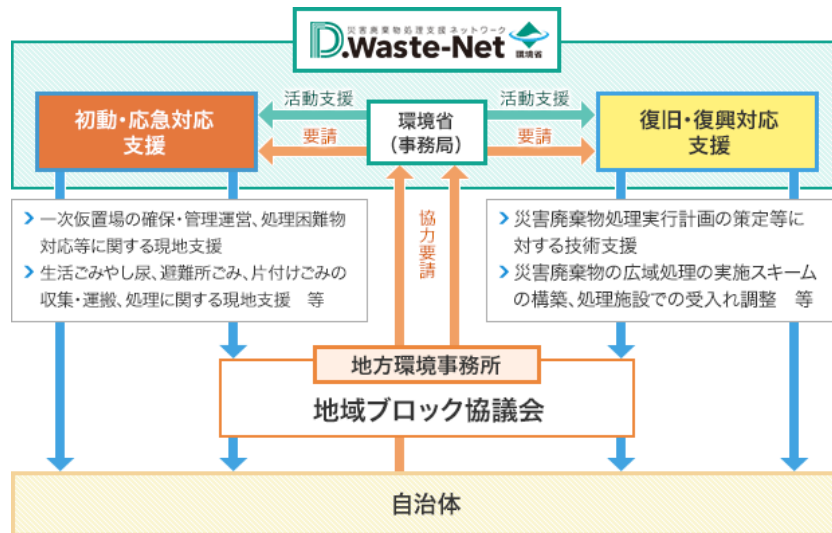 災害廃棄物処理支援ネットワーク
D.Waste-Net
環境省
初動・応急対応
支援
活動支援
要請
環境省
（事務局）
活動支援
要請
復旧・復興対応
支援
一次仮置場の確保・管理運営、処理困難物
対応等に関する現地支援
生活ごみやし尿、避難所ごみ、片付けごみの
収集・運搬、処理に関する現地支援　等
協力要請
災害廃棄物処理実行計画の策定等に
対する技術支援
災害廃棄物の広域処理の実施スキーム
の構築、処理施設での受入れ調整　等
地方環境事務所
地域ブロック協議会
自治体